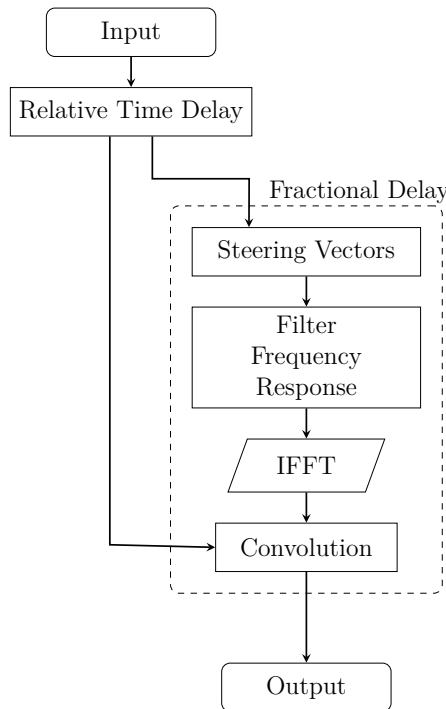 Input
Relative Time Delay
Fractional Delay
Steering Vectors
Filter
Frequency
Response
IFFT
Convolution
Output